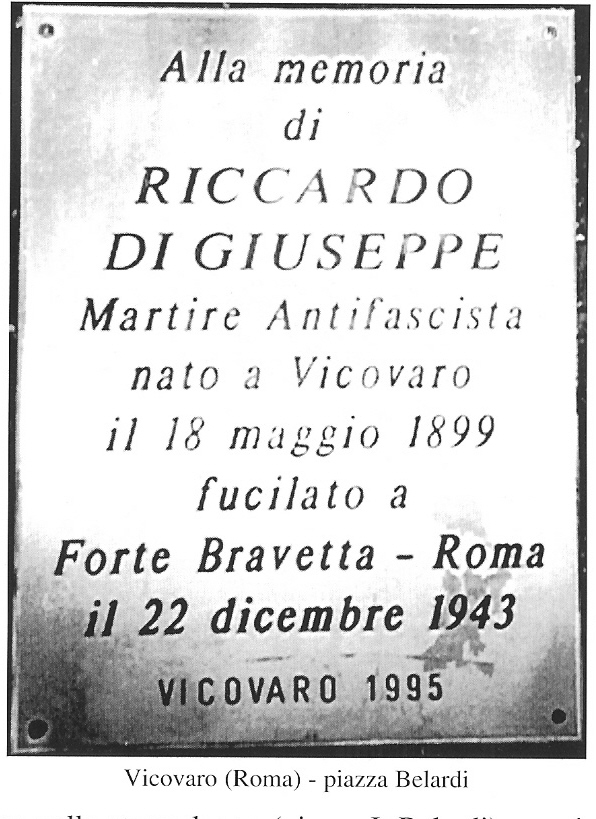 Alla memoria
di
RICCARDO
DI GIUSEPPE
Martire Antifascista
nato a Vicovaro
il 18 maggio 1899
fucilato a
Forte Bravetta - Roma
il 22 dicembre 1943
VICOVARO 1995
Vicovaro (Roma) - piazza Belardi